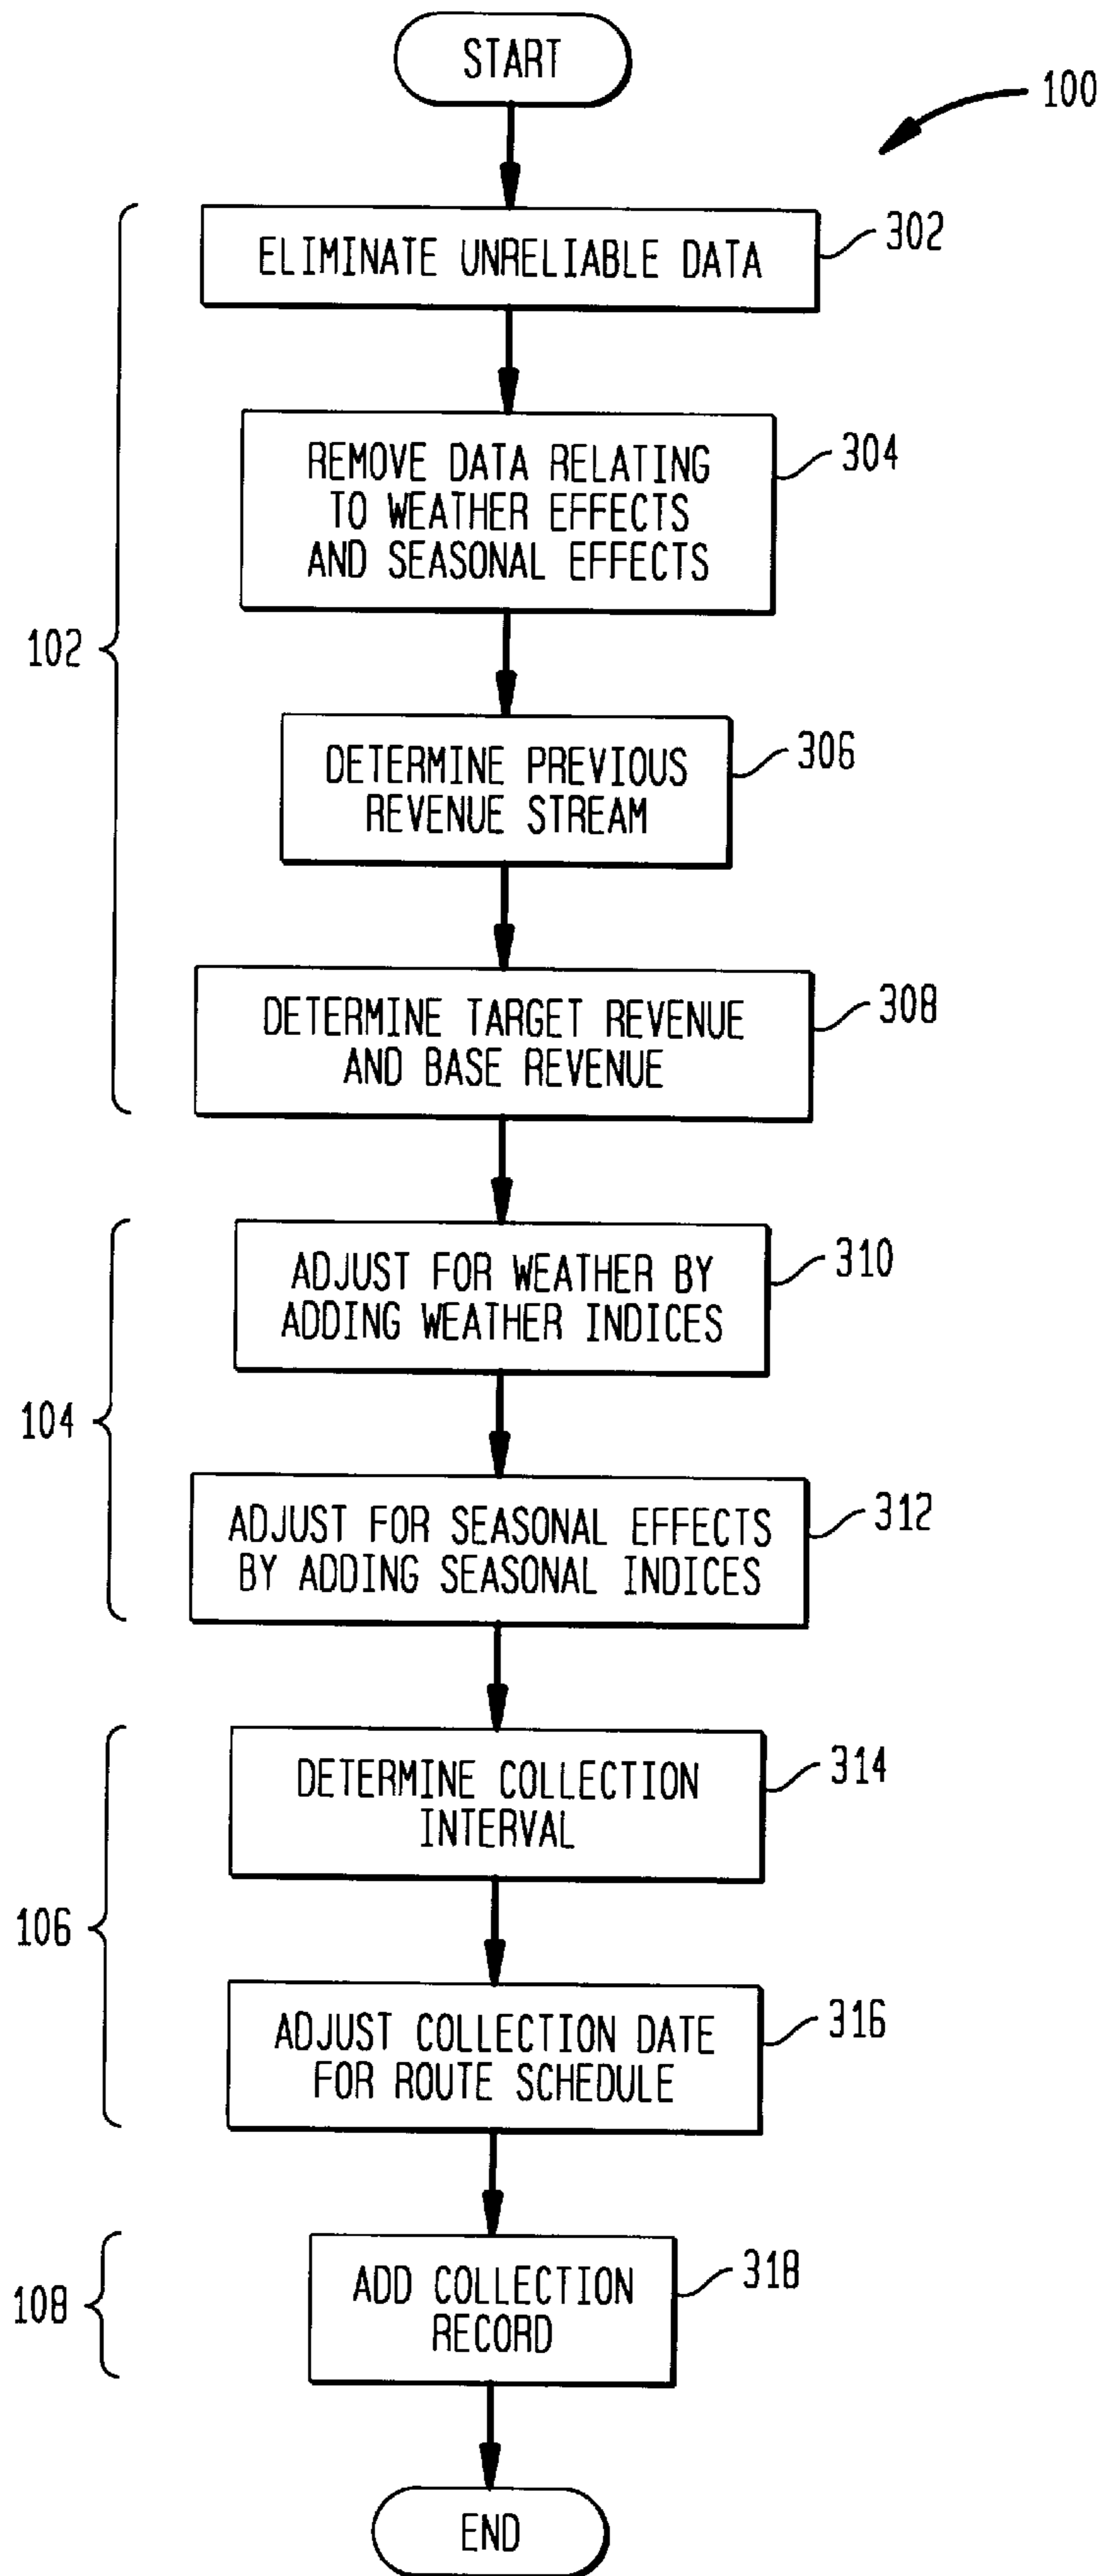 START
100
302
ELIMINATE UNRELIABLE DATA
304
REMOVE DATA RELATING
TO WEATHER EFFECTS
AND SEASONAL EFFECTS
102
306
DETERMINE PREVIOUS
REVENUE STREAM
308
DETERMINE TARGET REVENUE
AND BASE REVENUE
310
ADJUST FOR WEATHER BY
ADDING WEATHER INDICES
104
312
ADJUST FOR SEASONAL EFFECTS
BY ADDING SEASONAL INDICES
314
DETERMINE COLLECTION
INTERVAL
106
316
ADJUST COLLECTION DATE
FOR ROUTE SCHEDULE
318
ADD COLLECTION
RECORD
108
END